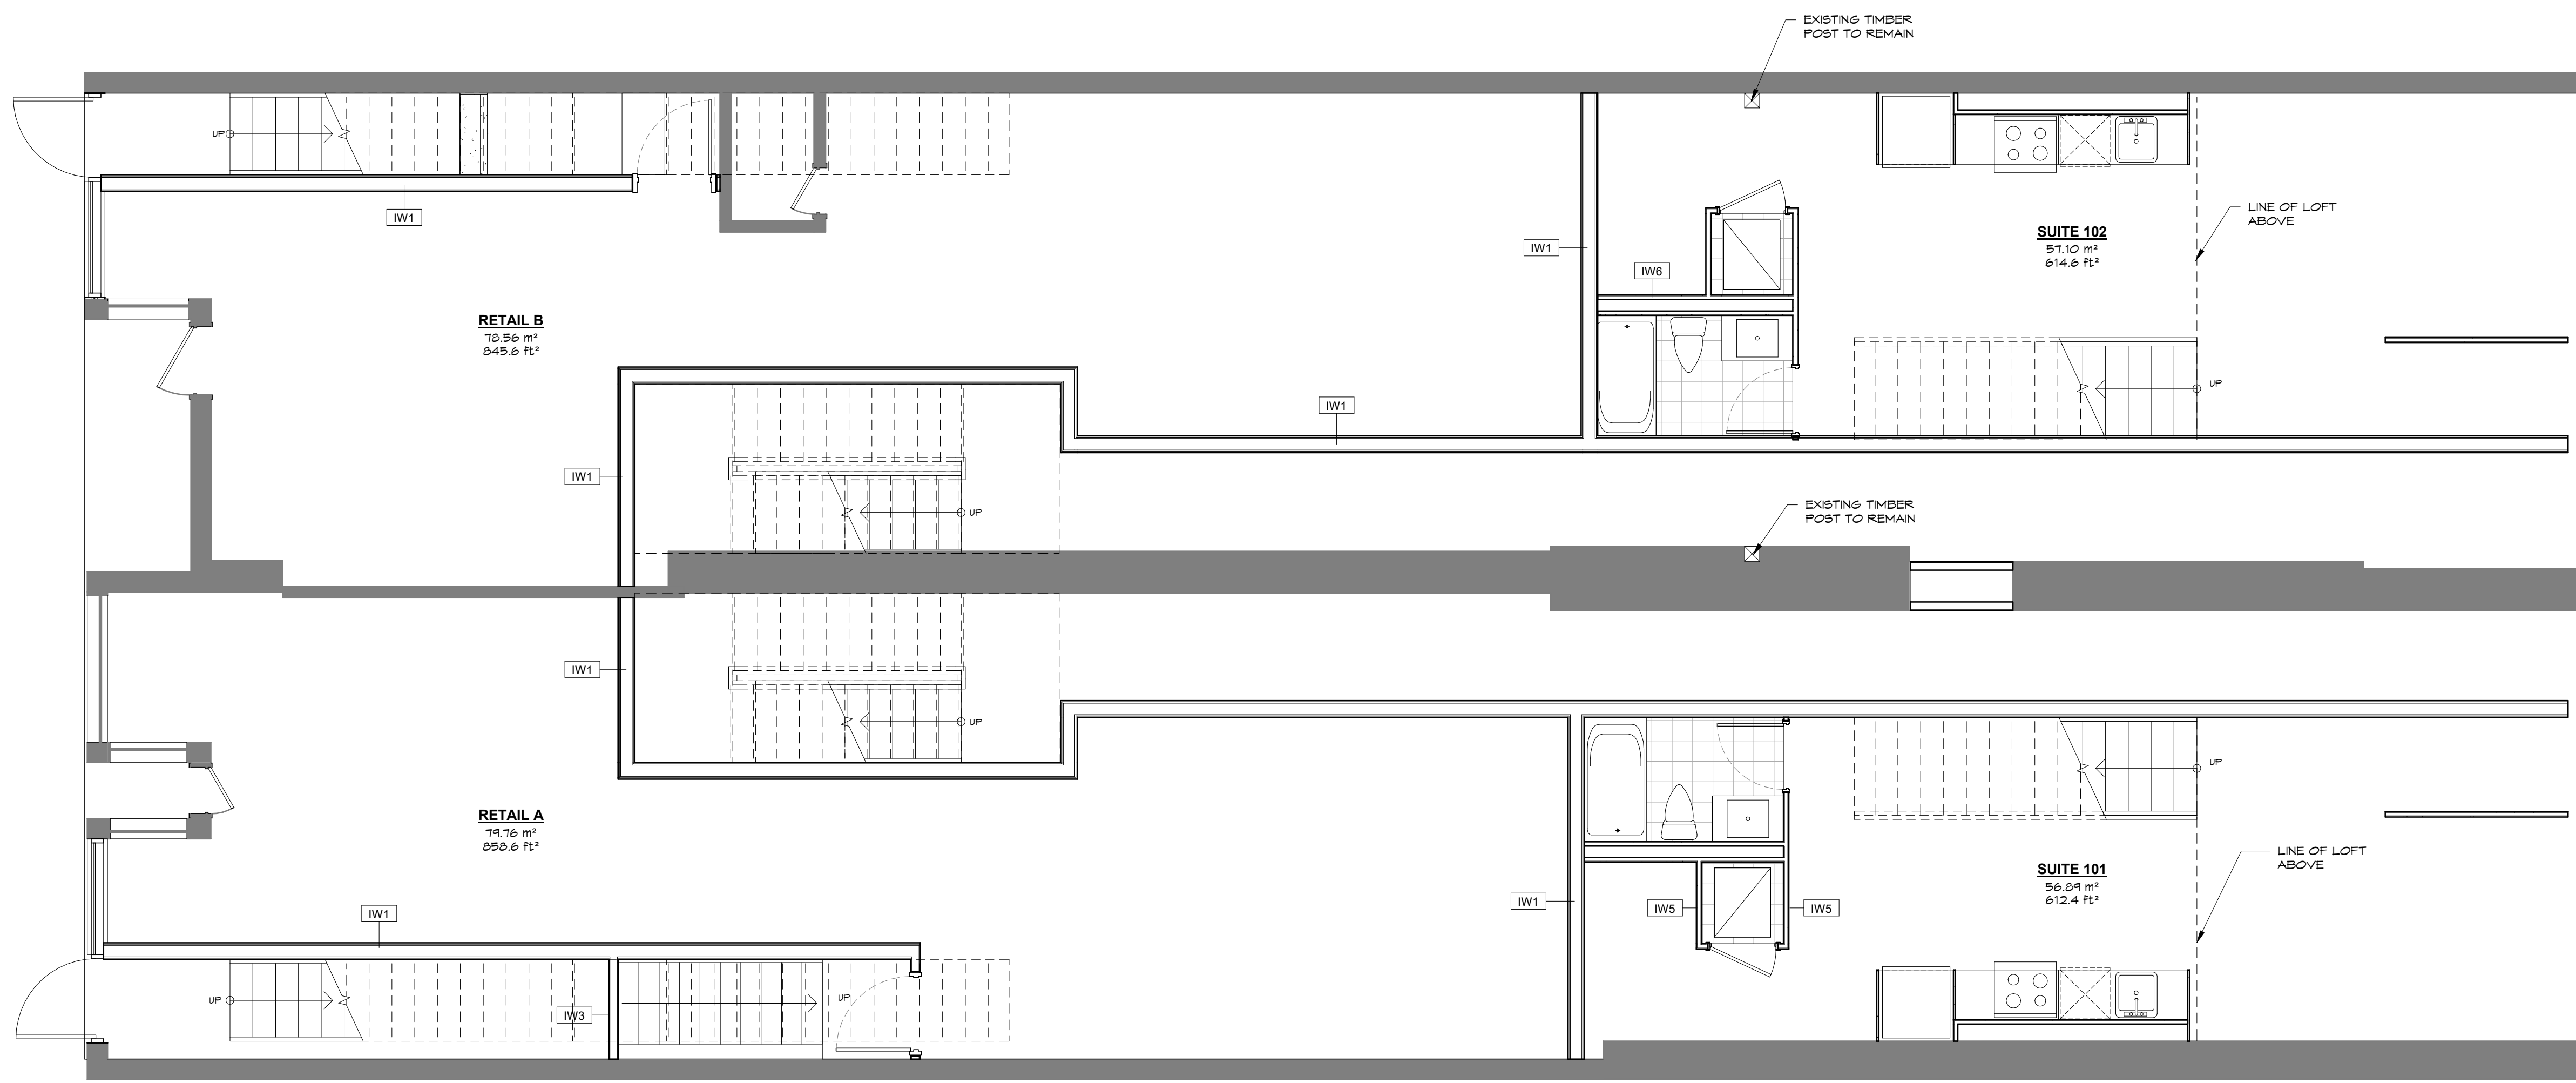 EXISTING TIMBER
POST TO REMAIN
UP
IW1
IW1
LINE OF LOFT
ABOVE
SUITE 102
57.10 m²
614.6 ft²
IW6
RETAIL B
78.56 m²
845.6 ft²
UP
IW1
IW1
UP
EXISTING TIMBER
POST TO REMAIN
IW1
UP
UP
RETAIL A
79.76 m²
858.6 ft²
LINE OF LOFT
ABOVE
SUITE 101
56.89 m²
612.4 ft²
IW1
IW5
IW5
IW1
UP
UP
IW3